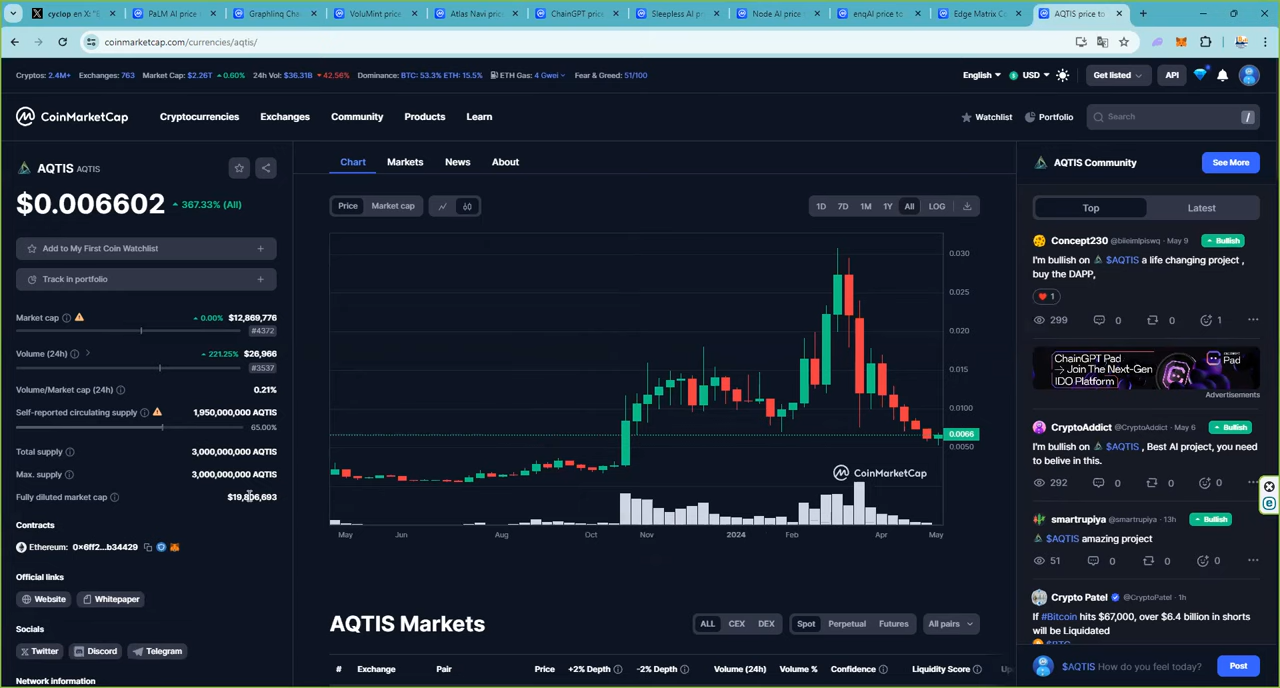 cyclop en X: "E
PaLM AI price
Graphlinq Cha
VoluMint price
Atlas Navi pric
ChainGPT pric
Sleepless AI p
Node AI price
enqAI price to
Edge Matrix C
AQTIS price to
coinmarketcap.com/currencies/aqtis/
Cryptos: 2.4M+ Exchanges: 763 Market Cap: $2.26T 0.60% 24h Vol: $36.31B 42.56% Dominance: BTC: 53.3% ETH: 15.5% ETH Gas: 4 Gwei Fear & Greed: 51/100
English USD Get listed API
CoinMarketCap
Cryptocurrencies Exchanges Community Products Learn
Watchlist Portfolio Search /
AQTIS AQTIS
$0.006602 367.33% (All)
Add to My First Coin Watchlist
Track in portfolio
Market cap 0.00% $12,869,776
#4372
Volume (24h) 221.25% $26,966
#3537
Volume/Market cap (24h) 0.21%
Self-reported circulating supply 1,950,000,000 AQTIS
65.00%
Total supply 3,000,000,000 AQTIS
Max. supply 3,000,000,000 AQTIS
Fully diluted market cap
Contracts
Ethereum: 0x6ff2...b34429
Official links
Website Whitepaper
Socials
Twitter Discord Telegram
Network information
Chart Markets News About
Price Market cap
1D 7D 1M 1Y All LOG
0.030
0.025
0.020
0.015
0.0100
0.0066
0.0050
CoinMarketCap
May Jun Aug Oct Nov 2024 Feb Apr May
AQTIS Markets
ALL CEX DEX Spot Perpetual Futures All pairs
# Exchange Pair Price +2% Depth -2% Depth Volume (24h) Volume % Confidence Liquidity Score
AQTIS Community See More
Top Latest
Concept230 @biieimlpiswq · May 9 Bullish
I'm bullish on $AQTIS a life changing project ,
buy the DAPP,
1
299 0 0 1
ChainGPT Pad
→ Join The Next-Gen
IDO Platform
Pad
Advertisements
CryptoAddict @CryptoAddict · May 6 Bullish
I'm bullish on $AQTIS , Best AI project, you need
to belive in this.
292 0 0 0
smartrupiya @smartrupiya · 13h Bullish
$AQTIS amazing project
51 0 0 0
Crypto Patel @CryptoPatel · 1h
If #Bitcoin hits $67,000, over $6.4 billion in shorts
will be Liquidated
$BTC
$AQTIS How do you feel today? Post